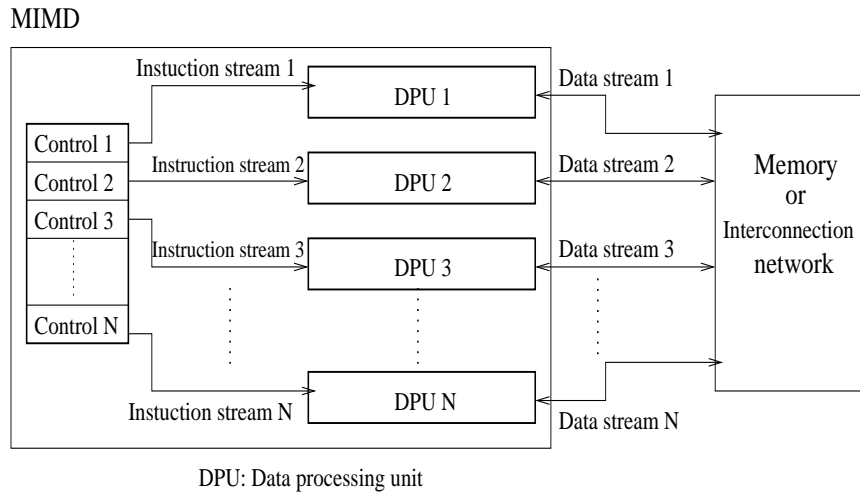 MIMD
Instuction stream 1
DPU 1
Data stream 1
Control 1
Control 2
Control 3
Control N
Instruction stream 2
DPU 2
Data stream 2
Instruction stream 3
DPU 3
Data stream 3
Instuction stream N
DPU N
Data stream N
Memory
or
Interconnection
network
DPU: Data processing unit